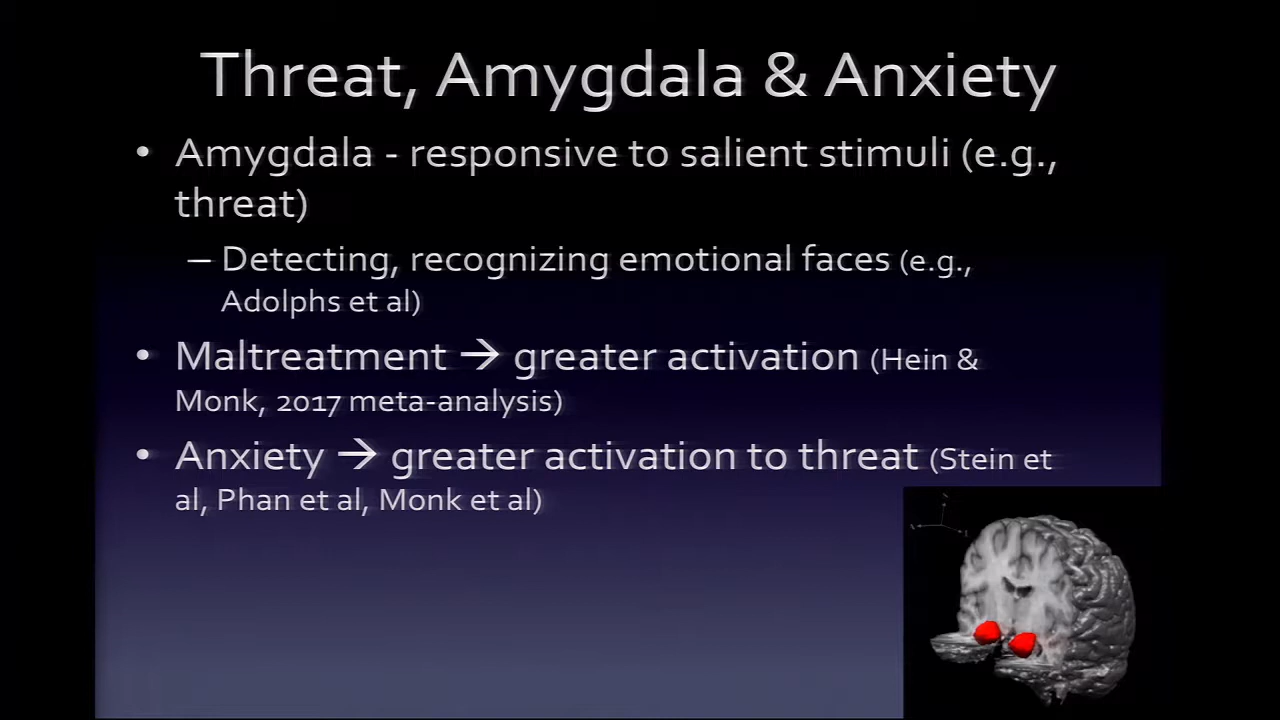 Threat, Amygdala & Anxiety
• Amygdala - responsive to salient stimuli (e.g.,
threat)
– Detecting, recognizing emotional faces (e.g.,
Adolphs et al)
• Maltreatment → greater activation (Hein &
Monk, 2017 meta-analysis)
• Anxiety → greater activation to threat (Stein et
al, Phan et al, Monk et al)